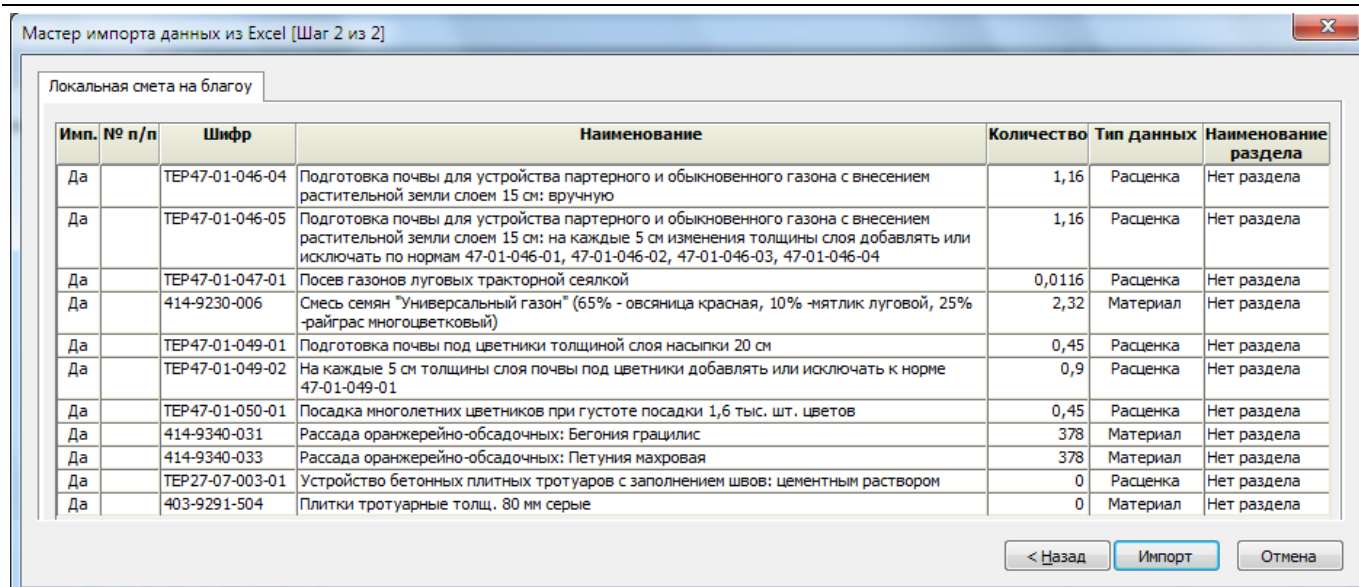 Мастер импорта данных из Excel [Шаг 2 из 2]
Локальная смета на благоу
Имп. № п/п Шифр Наименование Количество Тип данных Наименование
раздела
Да ТЕР47-01-046-04 Подготовка почвы для устройства партерного и обыкновенного газона с внесением 1,16 Расценка Нет раздела
растительной земли слоем 15 см: вручную
Да ТЕР47-01-046-05 Подготовка почвы для устройства партерного и обыкновенного газона с внесением 1,16 Расценка Нет раздела
растительной земли слоем 15 см: на каждые 5 см изменения толщины слоя добавлять или
исключать по нормам 47-01-046-01, 47-01-046-02, 47-01-046-03, 47-01-046-04
Да ТЕР47-01-047-01 Посев газонов луговых тракторной сеялкой 0,0116 Расценка Нет раздела
Да 414-9230-006 Смесь семян "Универсальный газон" (65% - овсяница красная, 10% -мятлик луговой, 25% 2,32 Материал Нет раздела
-райграс многоцветковый)
Да ТЕР47-01-049-01 Подготовка почвы под цветники толщиной слоя насыпки 20 см 0,45 Расценка Нет раздела
Да ТЕР47-01-049-02 На каждые 5 см толщины слоя почвы под цветники добавлять или исключать к норме 0,9 Расценка Нет раздела
47-01-049-01
Да ТЕР47-01-050-01 Посадка многолетних цветников при густоте посадки 1,6 тыс. шт. цветов 0,45 Расценка Нет раздела
Да 414-9340-031 Рассада оранжерейно-обсадочных: Бегония грацилис 378 Материал Нет раздела
Да 414-9340-033 Рассада оранжерейно-обсадочных: Петуния махровая 378 Материал Нет раздела
Да ТЕР27-07-003-01 Устройство бетонных плитных тротуаров с заполнением швов: цементным раствором 0 Расценка Нет раздела
Да 403-9291-504 Плитки тротуарные толщ. 80 мм серые 0 Материал Нет раздела
< Назад Импорт Отмена